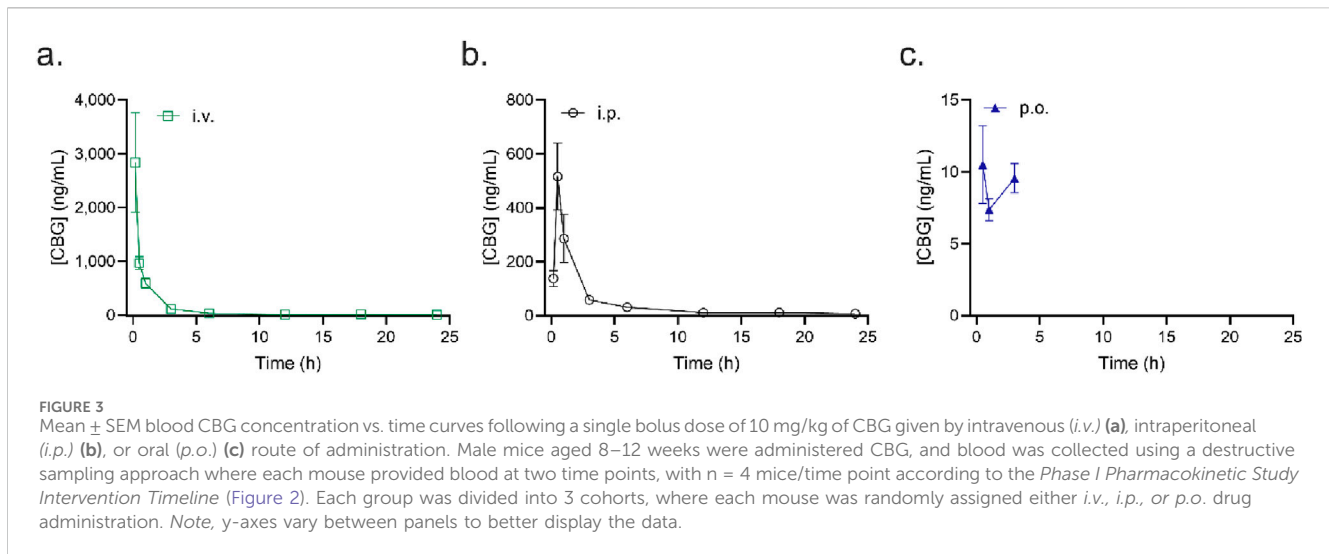 a.
b.
c.
4,000
3,000
2,000
1,000
0
[CBG] (ng/mL)
i.v.
0 5 10 15 20 25
Time (h)
800
600
400
200
0
[CBG] (ng/mL)
i.p.
0 5 10 15 20 25
Time (h)
15
10
5
0
[CBG] (ng/mL)
p.o.
0 5 10 15 20 25
Time (h)
FIGURE 3
Mean ± SEM blood CBG concentration vs. time curves following a single bolus dose of 10 mg/kg of CBG given by intravenous (i.v.) (a), intraperitoneal
(i.p.) (b), or oral (p.o.) (c) route of administration. Male mice aged 8–12 weeks were administered CBG, and blood was collected using a destructive
sampling approach where each mouse provided blood at two time points, with n = 4 mice/time point according to the Phase I Pharmacokinetic Study
Intervention Timeline (Figure 2). Each group was divided into 3 cohorts, where each mouse was randomly assigned either i.v., i.p., or p.o. drug
administration. Note, y-axes vary between panels to better display the data.